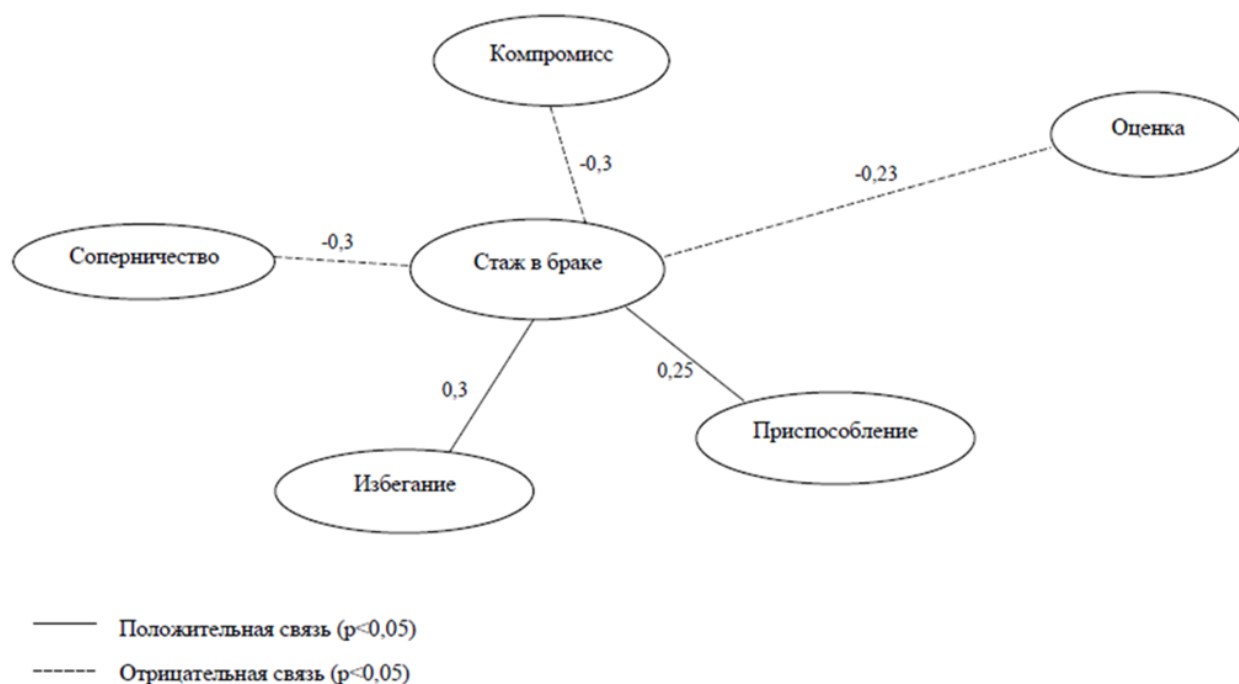 Компромисс
Оценка
-0,3
-0,23
Соперничество
-0,3
Стаж в браке
0,3
0,25
Приспособление
Избегание
Положительная связь (p<0,05)
Отрицательная связь (p<0,05)